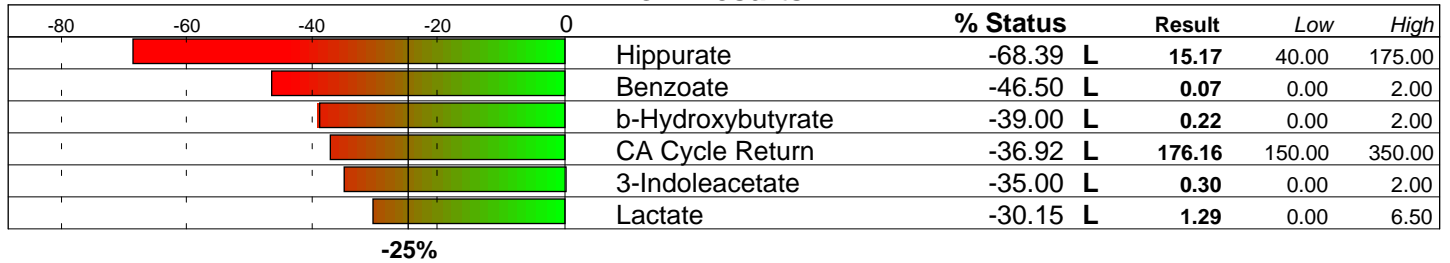 -80 -60 -40 -20 0 % Status Result Low High
Hippurate -68.39 L 15.17 40.00 175.00
Benzoate -46.50 L 0.07 0.00 2.00
b-Hydroxybutyrate -39.00 L 0.22 0.00 2.00
CA Cycle Return -36.92 L 176.16 150.00 350.00
3-Indoleacetate -35.00 L 0.30 0.00 2.00
Lactate -30.15 L 1.29 0.00 6.50
-25%